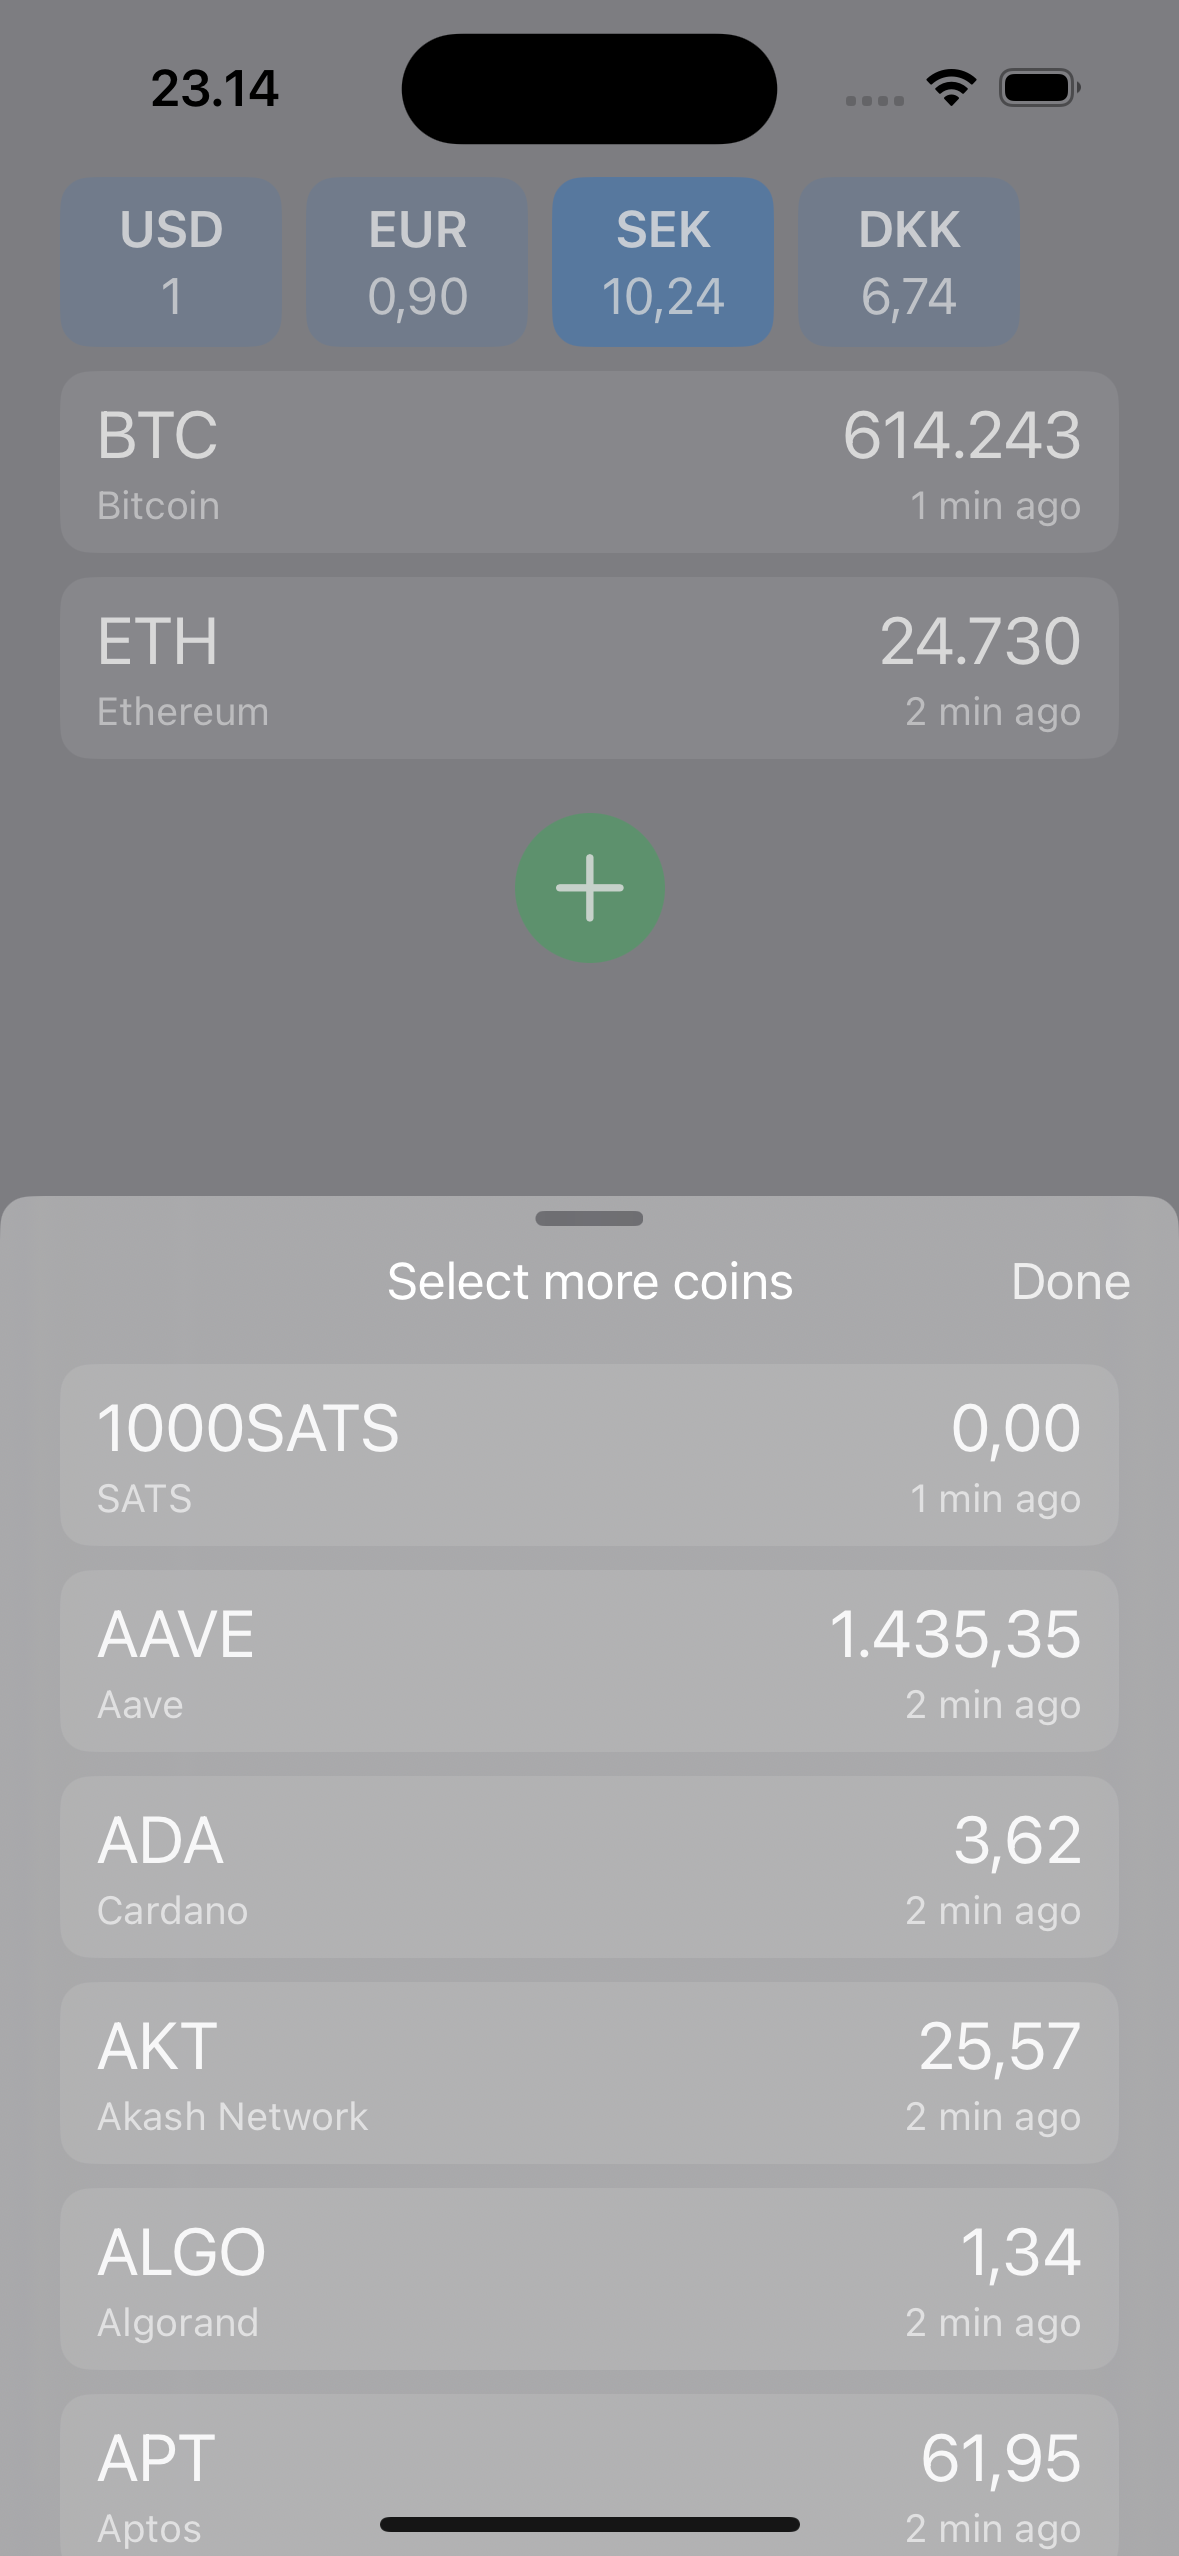 23.14
USD EUR SEK DKK
1 0,90 10,24 6,74
BTC 614.243
Bitcoin 1 min ago
ETH 24.730
Ethereum 2 min ago
Select more coins Done
1000SATS 0,00
SATS 1 min ago
AAVE 1.435,35
Aave 2 min ago
ADA 3,62
Cardano 2 min ago
AKT 25,57
Akash Network 2 min ago
ALGO 1,34
Algorand 2 min ago
APT 61,95
Aptos 2 min ago